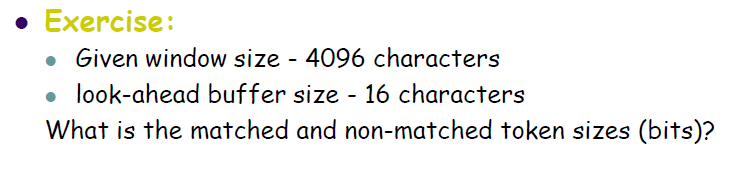 Exercise:
Given window size - 4096 characters
look-ahead buffer size - 16 characters
What is the matched and non-matched token sizes (bits)?